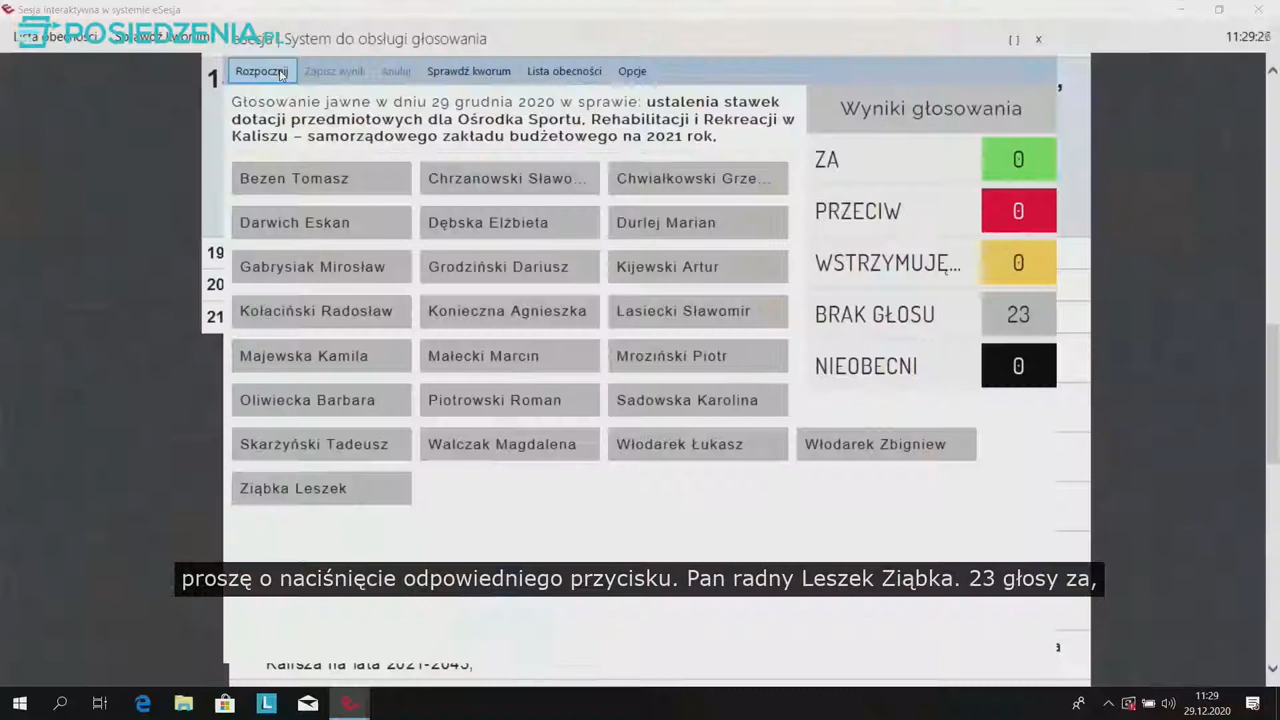 Sesja interaktywna w systemie eSesja
POSIEDZENIA.PL
Lista obecności Sprawdź kworum
| System do obsługi głosowania
11:29:26
Rozpocznij Zapisz wyniki Anuluj Sprawdź kworum Lista obecności Opcje
1
Głosowanie jawne w dniu 29 grudnia 2020 w sprawie: ustalenia stawek
dotacji przedmiotowych dla Ośrodka Sportu, Rehabilitacji i Rekreacji w
Kaliszu – samorządowego zakładu budżetowego na 2021 rok,
Wyniki głosowania
ZA 0
PRZECIW 0
WSTRZYMUJĘ... 0
BRAK GŁOSU 23
NIEOBECNI 0
Bezen Tomasz Chrzanowski Sławo... Chwiałkowski Grze...
Darwich Eskan Dębska Elżbieta Durlej Marian
19
Gabrysiak Mirosław Grodziński Dariusz Kijewski Artur
20
Kołaciński Radosław Konieczna Agnieszka Lasiecki Sławomir
21
Majewska Kamila Małecki Marcin Mroziński Piotr
Oliwiecka Barbara Piotrowski Roman Sadowska Karolina
Skarżyński Tadeusz Walczak Magdalena Włodarek Łukasz Włodarek Zbigniew
Ziąbka Leszek
proszę o naciśnięcie odpowiedniego przycisku. Pan radny Leszek Ziąbka. 23 głosy za,
Kalisza na lata 2021-2045,
11:29
29.12.2020